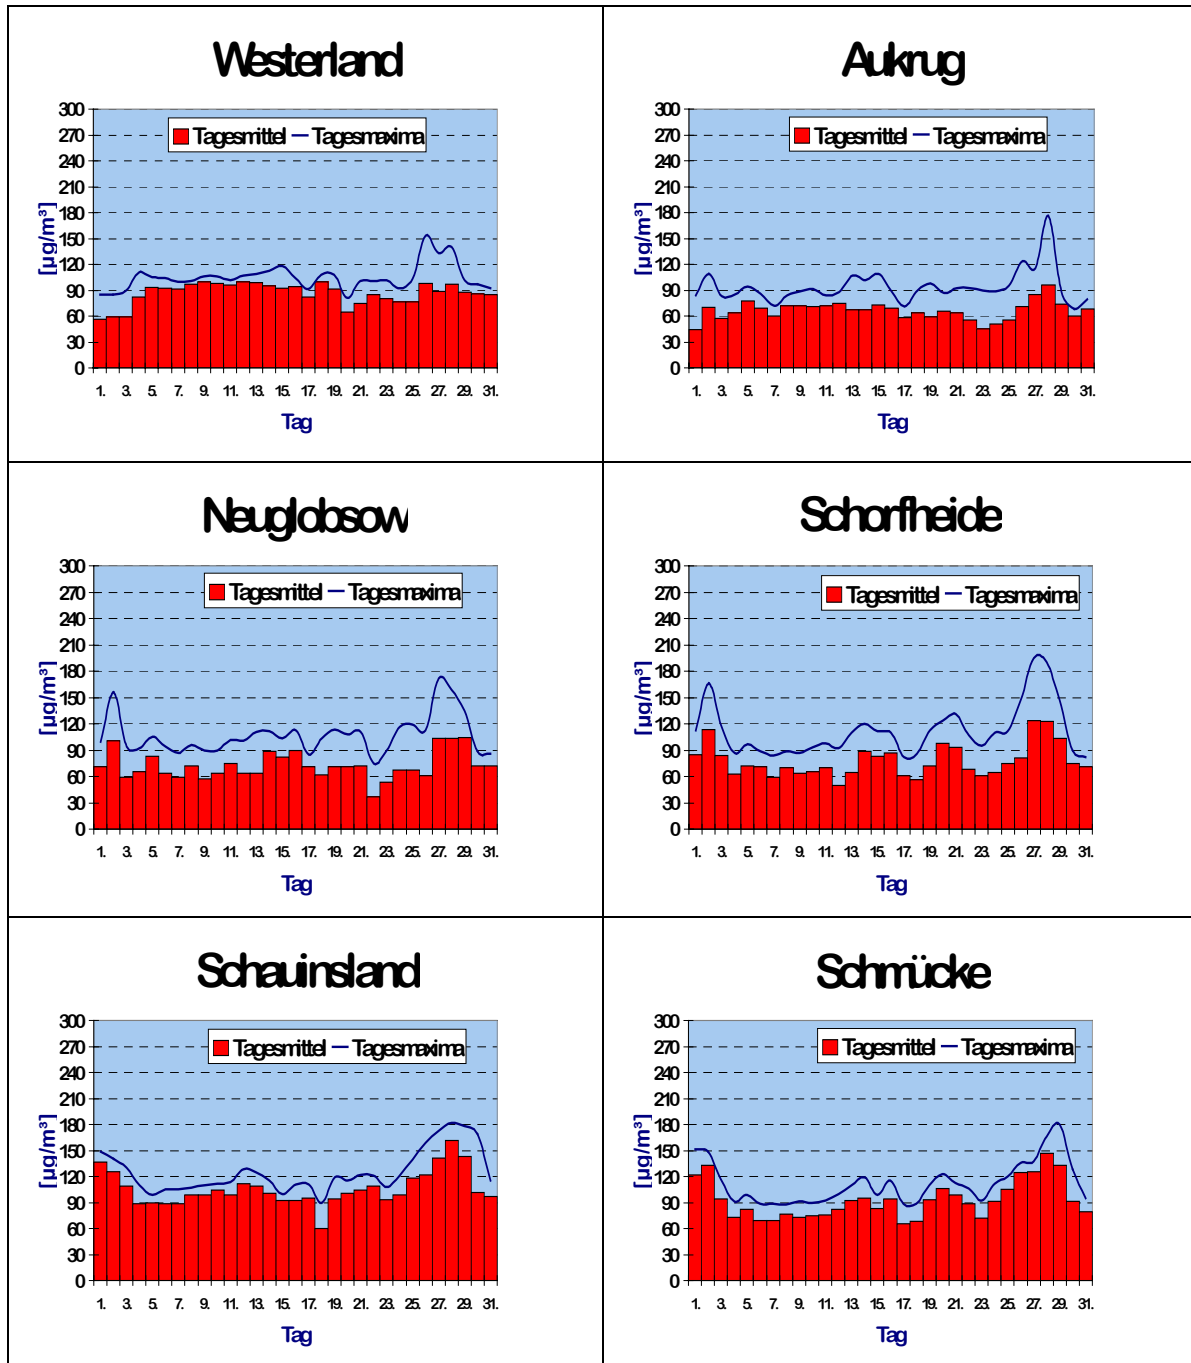 Westerland
300
270
240
210
180
150
120
90
60
30
0
[µg/m³]
Tagesmittel Tagesmaxima
1. 3. 5. 7. 9. 11. 13. 15. 17. 19. 21. 23. 25. 27. 29. 31.
Tag
Aukrug
300
270
240
210
180
150
120
90
60
30
0
[µg/m³]
Tagesmittel Tagesmaxima
1. 3. 5. 7. 9. 11. 13. 15. 17. 19. 21. 23. 25. 27. 29. 31.
Tag
Neuglobsow
300
270
240
210
180
150
120
90
60
30
0
[µg/m³]
Tagesmittel Tagesmaxima
1. 3. 5. 7. 9. 11. 13. 15. 17. 19. 21. 23. 25. 27. 29. 31.
Tag
Schorfheide
300
270
240
210
180
150
120
90
60
30
0
[µg/m³]
Tagesmittel Tagesmaxima
1. 3. 5. 7. 9. 11. 13. 15. 17. 19. 21. 23. 25. 27. 29. 31.
Tag
Schauinsland
300
270
240
210
180
150
120
90
60
30
0
[µg/m³]
Tagesmittel Tagesmaxima
1. 3. 5. 7. 9. 11. 13. 15. 17. 19. 21. 23. 25. 27. 29. 31.
Tag
Schmücke
300
270
240
210
180
150
120
90
60
30
0
[µg/m³]
Tagesmittel Tagesmaxima
1. 3. 5. 7. 9. 11. 13. 15. 17. 19. 21. 23. 25. 27. 29. 31.
Tag